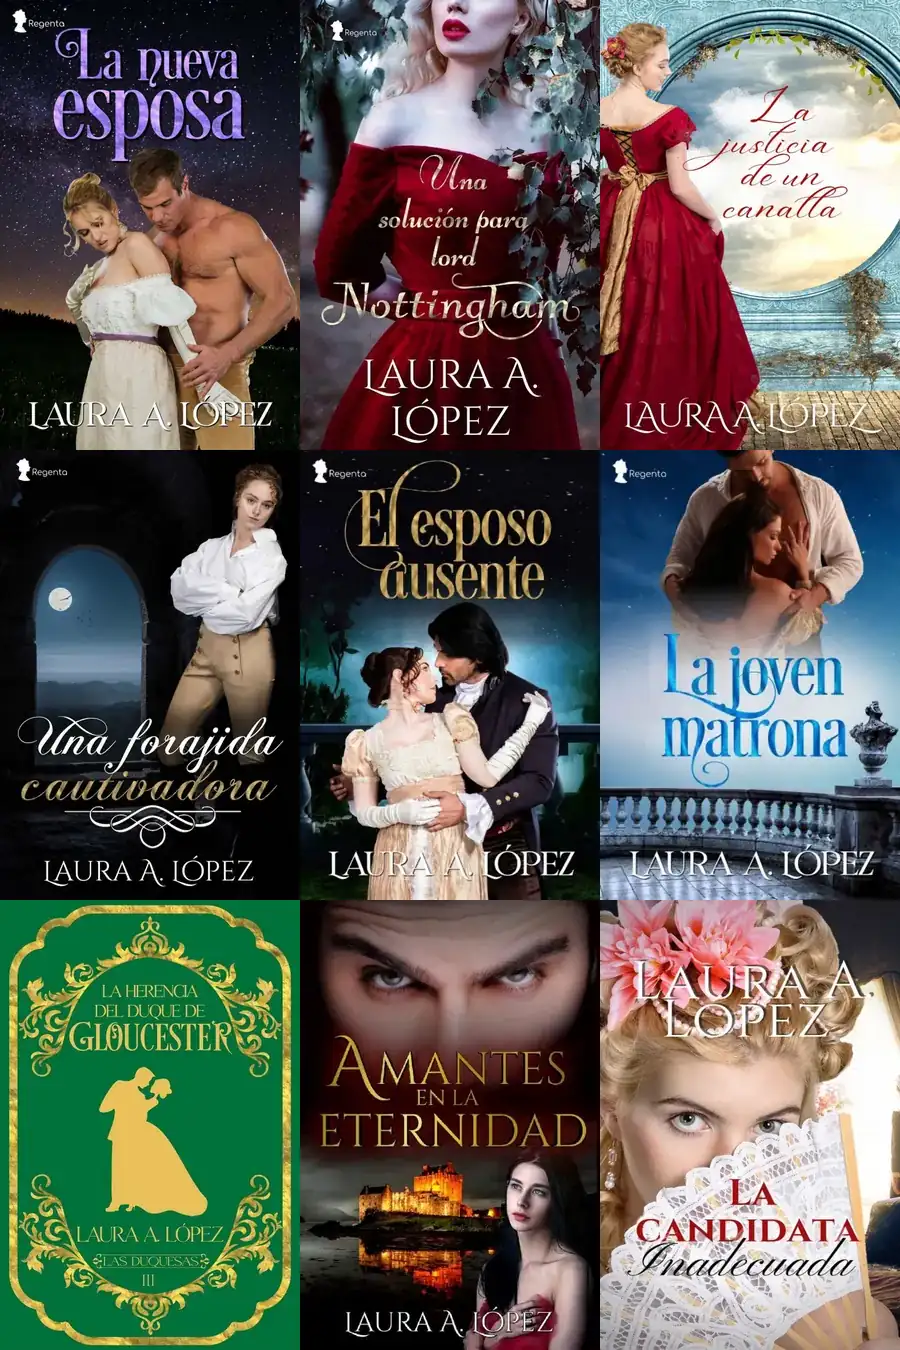 Regenta
La nueva
esposa
LAURA A. LÓPEZ
Regenta
Una
solución para
lord
Nottingham
LAURA A.
LÓPEZ
La
justicia
de un
canalla
LAURA A. LÓPEZ
Regenta
Una forajida
cautivadora
LAURA A. LÓPEZ
Regenta
El esposo
ausente
LAURA A. LÓPEZ
Regenta
La joven
matrona
LAURA A. LÓPEZ
LA HERENCIA
DEL DUQUE DE
GLOUCESTER
LAURA A. LÓPEZ
LAS DUQUESAS
III
AMANTES
EN LA
ETERNIDAD
LAURA A. LÓPEZ
LAURA A.
LOPEZ
LA
CANDIDATA
Inadecuada